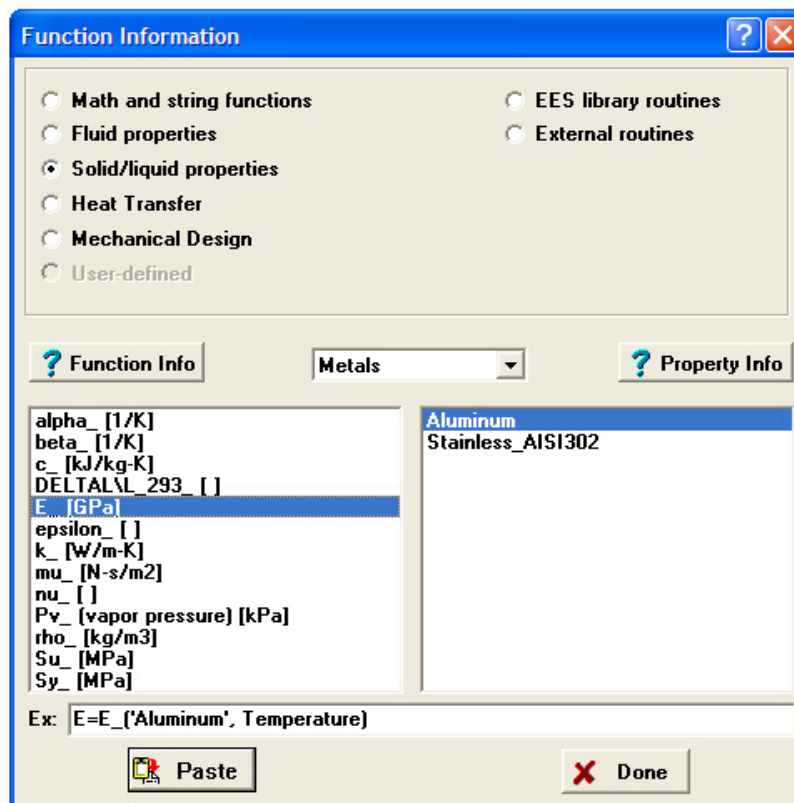 Function Information
Math and string functions
EES library routines
Fluid properties
External routines
Solid/liquid properties
Heat Transfer
Mechanical Design
User-defined
? Function Info
Metals
? Property Info
alpha_ [1/K]
beta_ [1/K]
c_ [kJ/kg-K]
DELTAL\L_293_ [ ]
E_ [GPa]
epsilon_ [ ]
k_ [W/m-K]
mu_ [N-s/m2]
nu_ [ ]
Pv_ (vapor pressure) [kPa]
rho_ [kg/m3]
Su_ [MPa]
Sy_ [MPa]
Aluminum
Stainless_AISI302
Ex: E=E_('Aluminum', Temperature)
Paste
Done